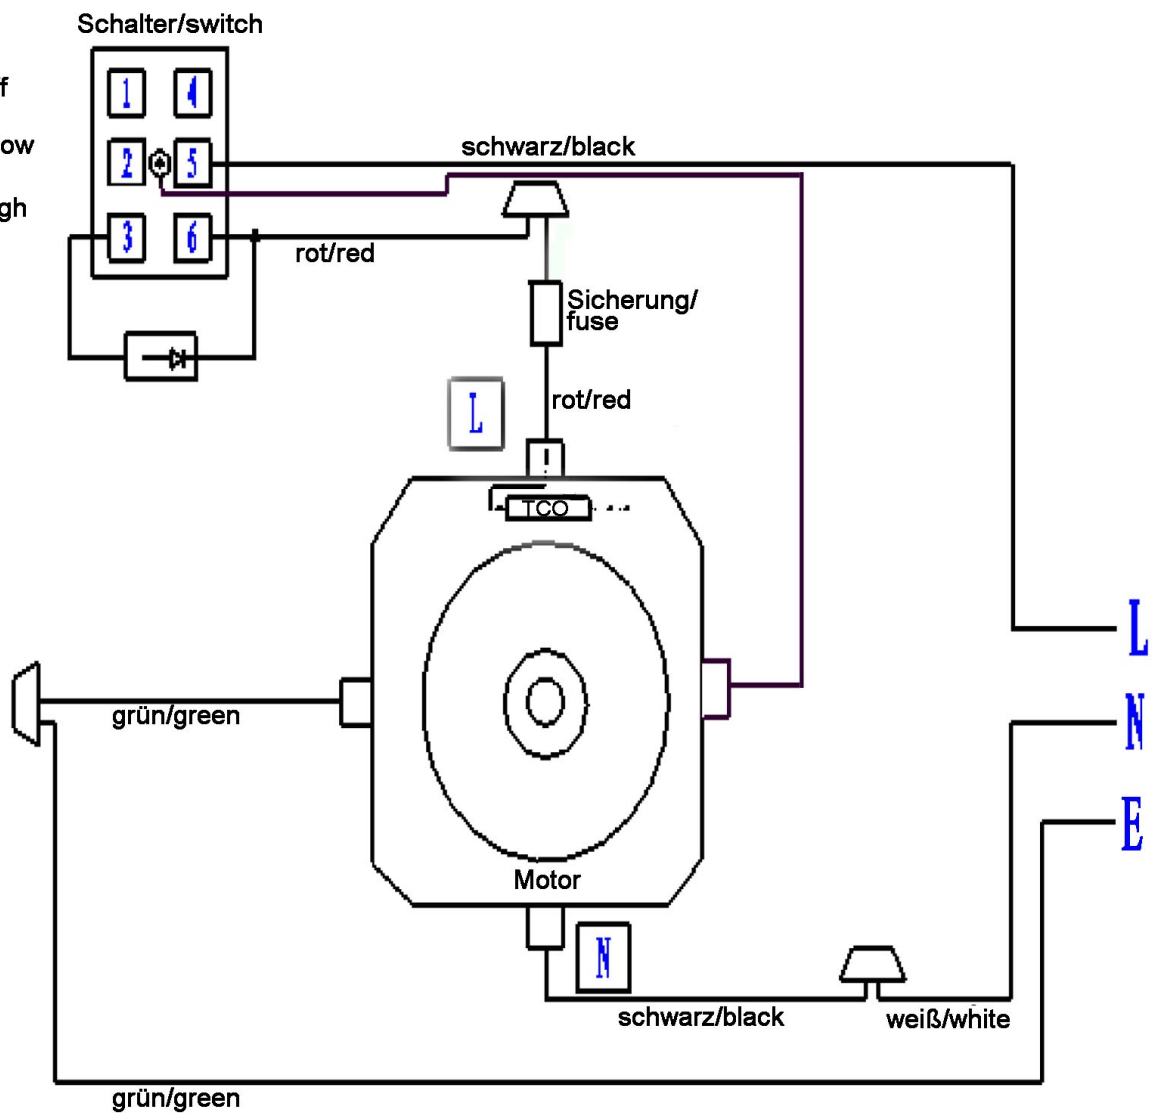 Schalter/switch
f
ow
gh
1 4
2 5
3 6
schwarz/black
rot/red
Sicherung/
fuse
rot/red
L
TCO
L
grün/green
N
E
Motor
N
schwarz/black
weiß/white
grün/green